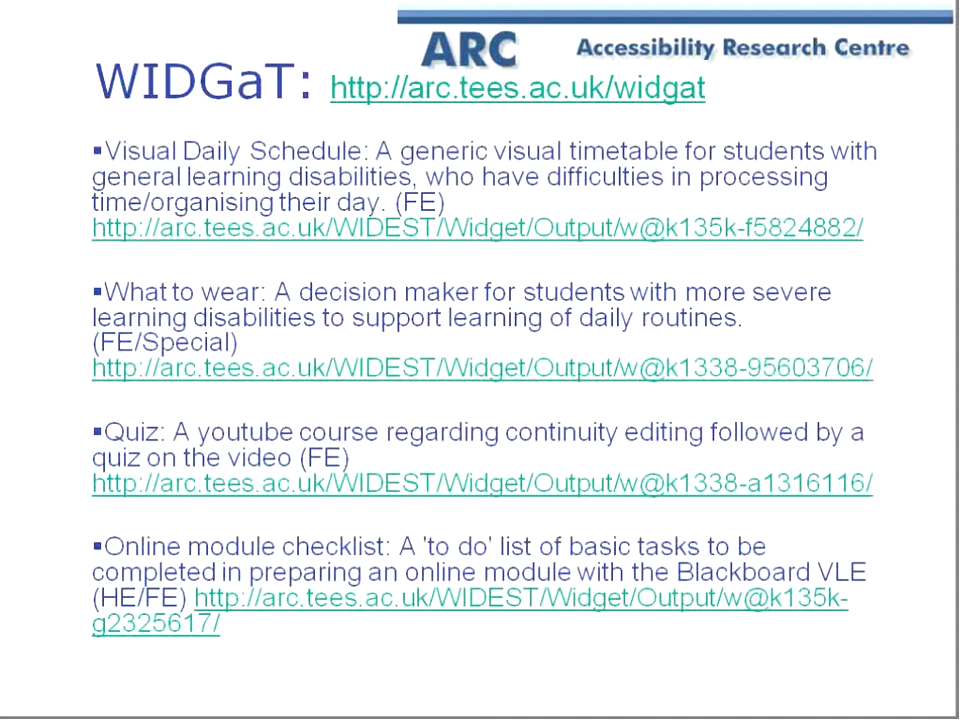 ARC Accessibility Research Centre
WIDGaT: http://arc.tees.ac.uk/widgat
▪Visual Daily Schedule: A generic visual timetable for students with
general learning disabilities, who have difficulties in processing
time/organising their day. (FE)
http://arc.tees.ac.uk/WIDEST/Widget/Output/w@k135k-f5824882/
▪What to wear: A decision maker for students with more severe
learning disabilities to support learning of daily routines.
(FE/Special)
http://arc.tees.ac.uk/WIDEST/Widget/Output/w@k1338-95603706/
▪Quiz: A youtube course regarding continuity editing followed by a
quiz on the video (FE)
http://arc.tees.ac.uk/WIDEST/Widget/Output/w@k1338-a1316116/
▪Online module checklist: A 'to do' list of basic tasks to be
completed in preparing an online module with the Blackboard VLE
(HE/FE) http://arc.tees.ac.uk/WIDEST/Widget/Output/w@k135k-
g2325617/